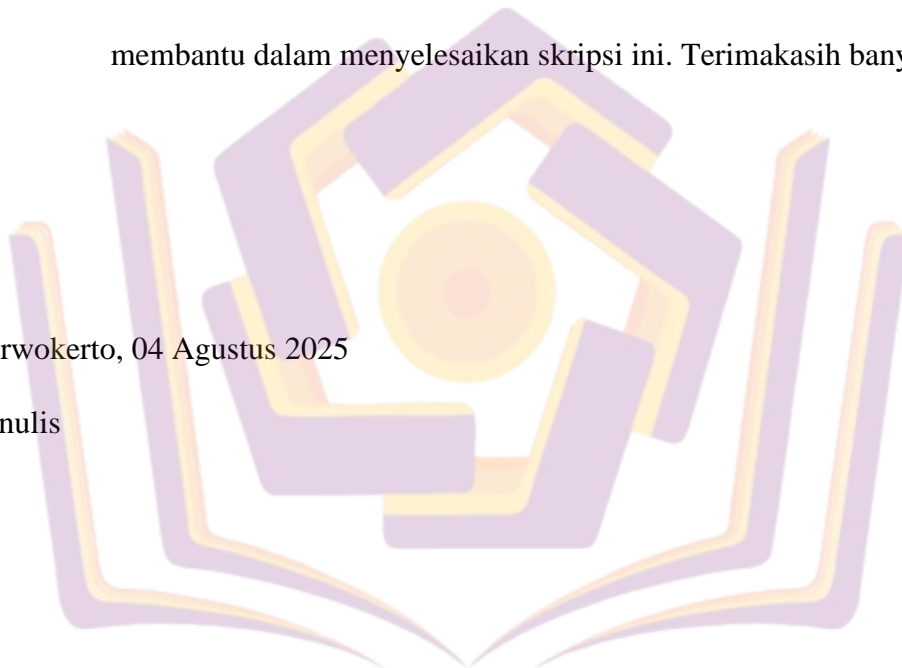 membantu dalam menyelesaikan skripsi ini. Terimakasih bany
rwokerto, 04 Agustus 2025
nulis